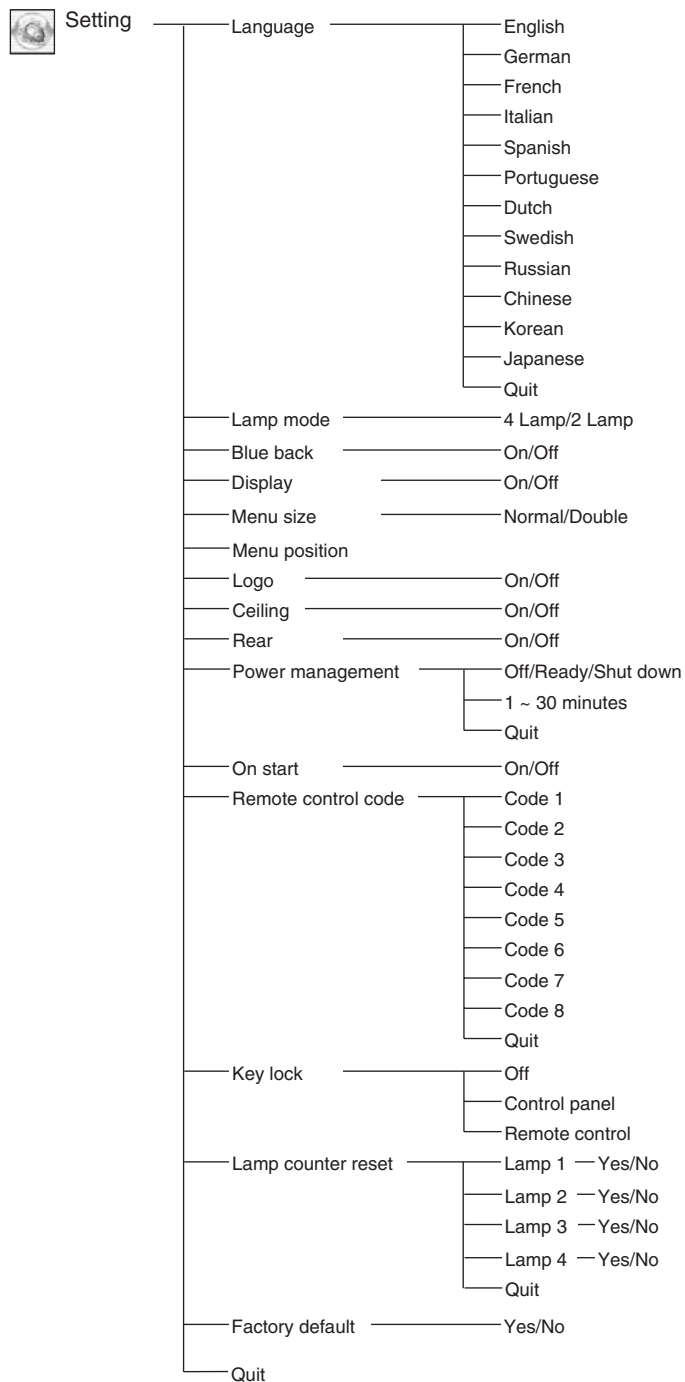 Setting Language English
German
French
Italian
Spanish
Portuguese
Dutch
Swedish
Russian
Chinese
Korean
Japanese
Quit
Lamp mode 4 Lamp/2 Lamp
Blue back On/Off
Display On/Off
Menu size Normal/Double
Menu position
Logo On/Off
Ceiling On/Off
Rear On/Off
Power management Off/Ready/Shut down
1 ~ 30 minutes
Quit
On start On/Off
Remote control code Code 1
Code 2
Code 3
Code 4
Code 5
Code 6
Code 7
Code 8
Quit
Key lock Off
Control panel
Remote control
Lamp counter reset Lamp 1 Yes/No
Lamp 2 Yes/No
Lamp 3 Yes/No
Lamp 4 Yes/No
Quit
Factory default Yes/No
Quit